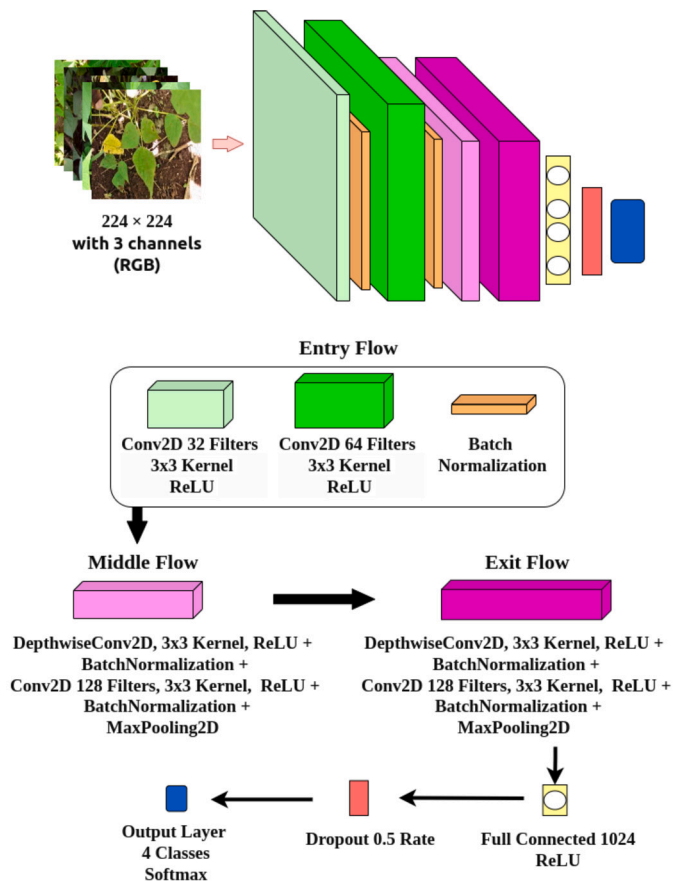 224 × 224
with 3 channels
(RGB)
Entry Flow
Conv2D 32 Filters
3x3 Kernel
ReLU
Conv2D 64 Filters
3x3 Kernel
ReLU
Batch
Normalization
Middle Flow
DepthwiseConv2D, 3x3 Kernel, ReLU +
BatchNormalization +
Conv2D 128 Filters, 3x3 Kernel, ReLU +
BatchNormalization +
MaxPooling2D
Exit Flow
DepthwiseConv2D, 3x3 Kernel, ReLU +
BatchNormalization +
Conv2D 128 Filters, 3x3 Kernel, ReLU +
BatchNormalization +
MaxPooling2D
Full Connected 1024
ReLU
Dropout 0.5 Rate
Output Layer
4 Classes
Softmax